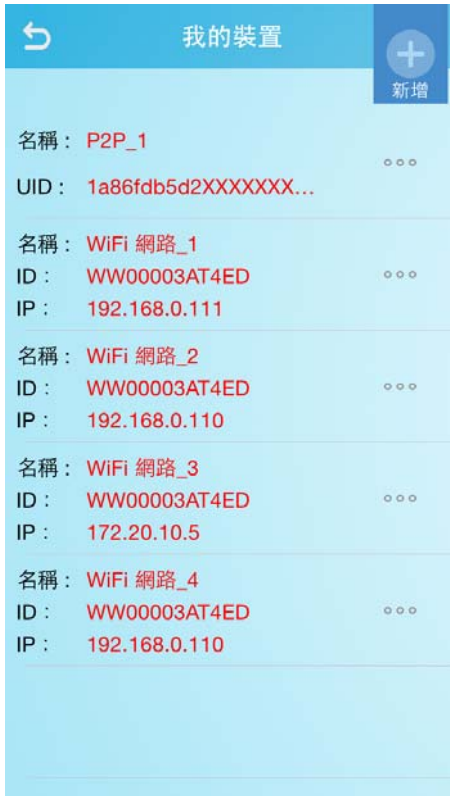 我的裝置
新增
名稱： P2P_1
UID： 1a86fdb5d2XXXXXXX...
名稱： WiFi 網路_1
ID： WW00003AT4ED
IP： 192.168.0.111
名稱： WiFi 網路_2
ID： WW00003AT4ED
IP： 192.168.0.110
名稱： WiFi 網路_3
ID： WW00003AT4ED
IP： 172.20.10.5
名稱： WiFi 網路_4
ID： WW00003AT4ED
IP： 192.168.0.110